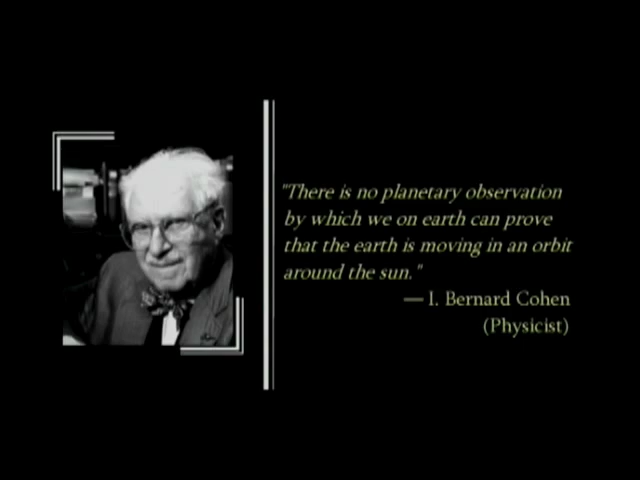 "There is no planetary observation
by which we on earth can prove
that the earth is moving in an orbit
around the sun."
— I. Bernard Cohen
(Physicist)